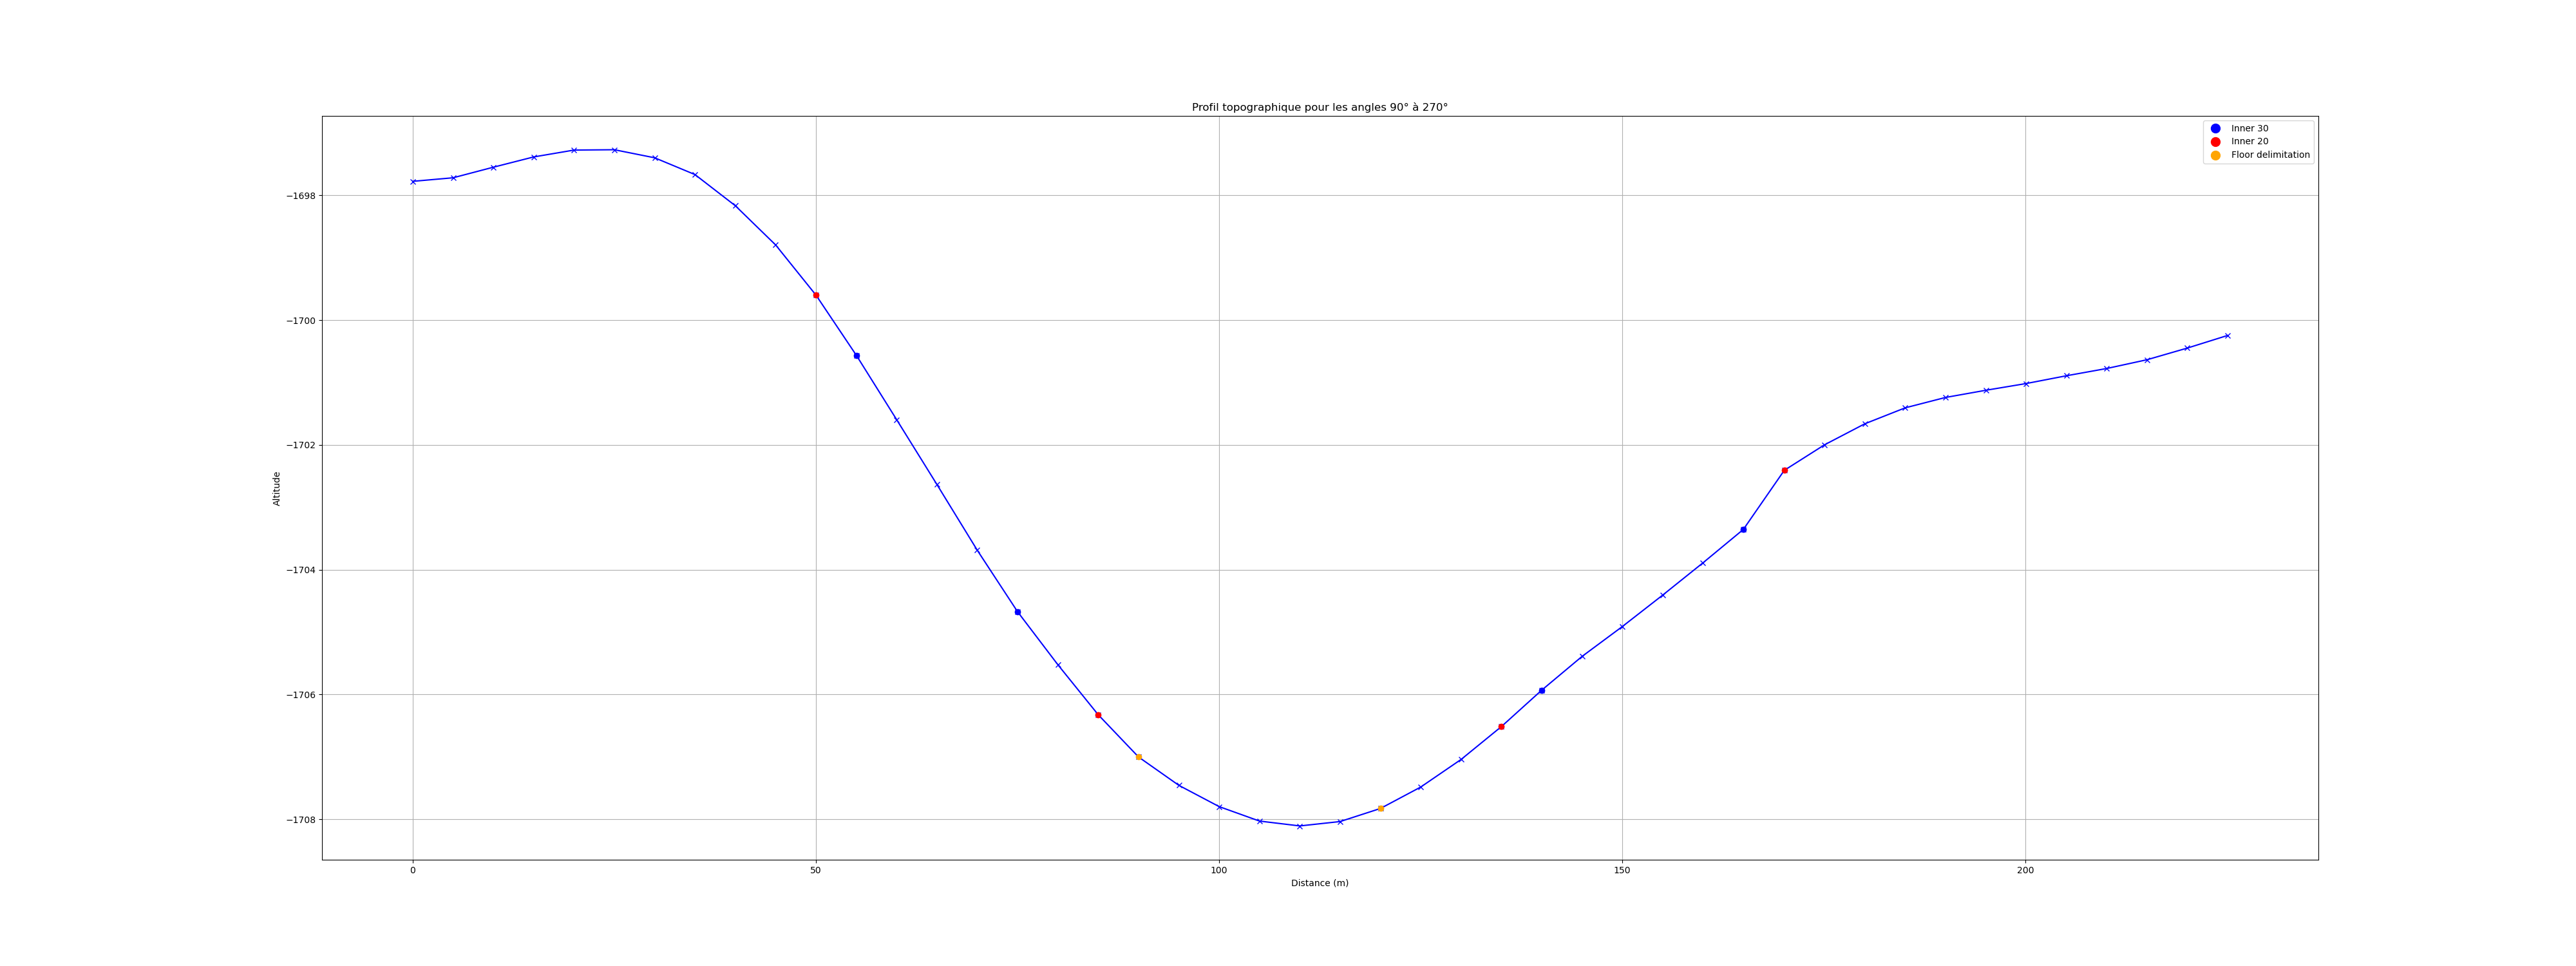 Profil topographique pour les angles 90° à 270°
Inner 30
Inner 20
Floor delimitation
−1698
−1700
−1702
−1704
−1706
−1708
Altitude
0
50
100
150
200
Distance (m)